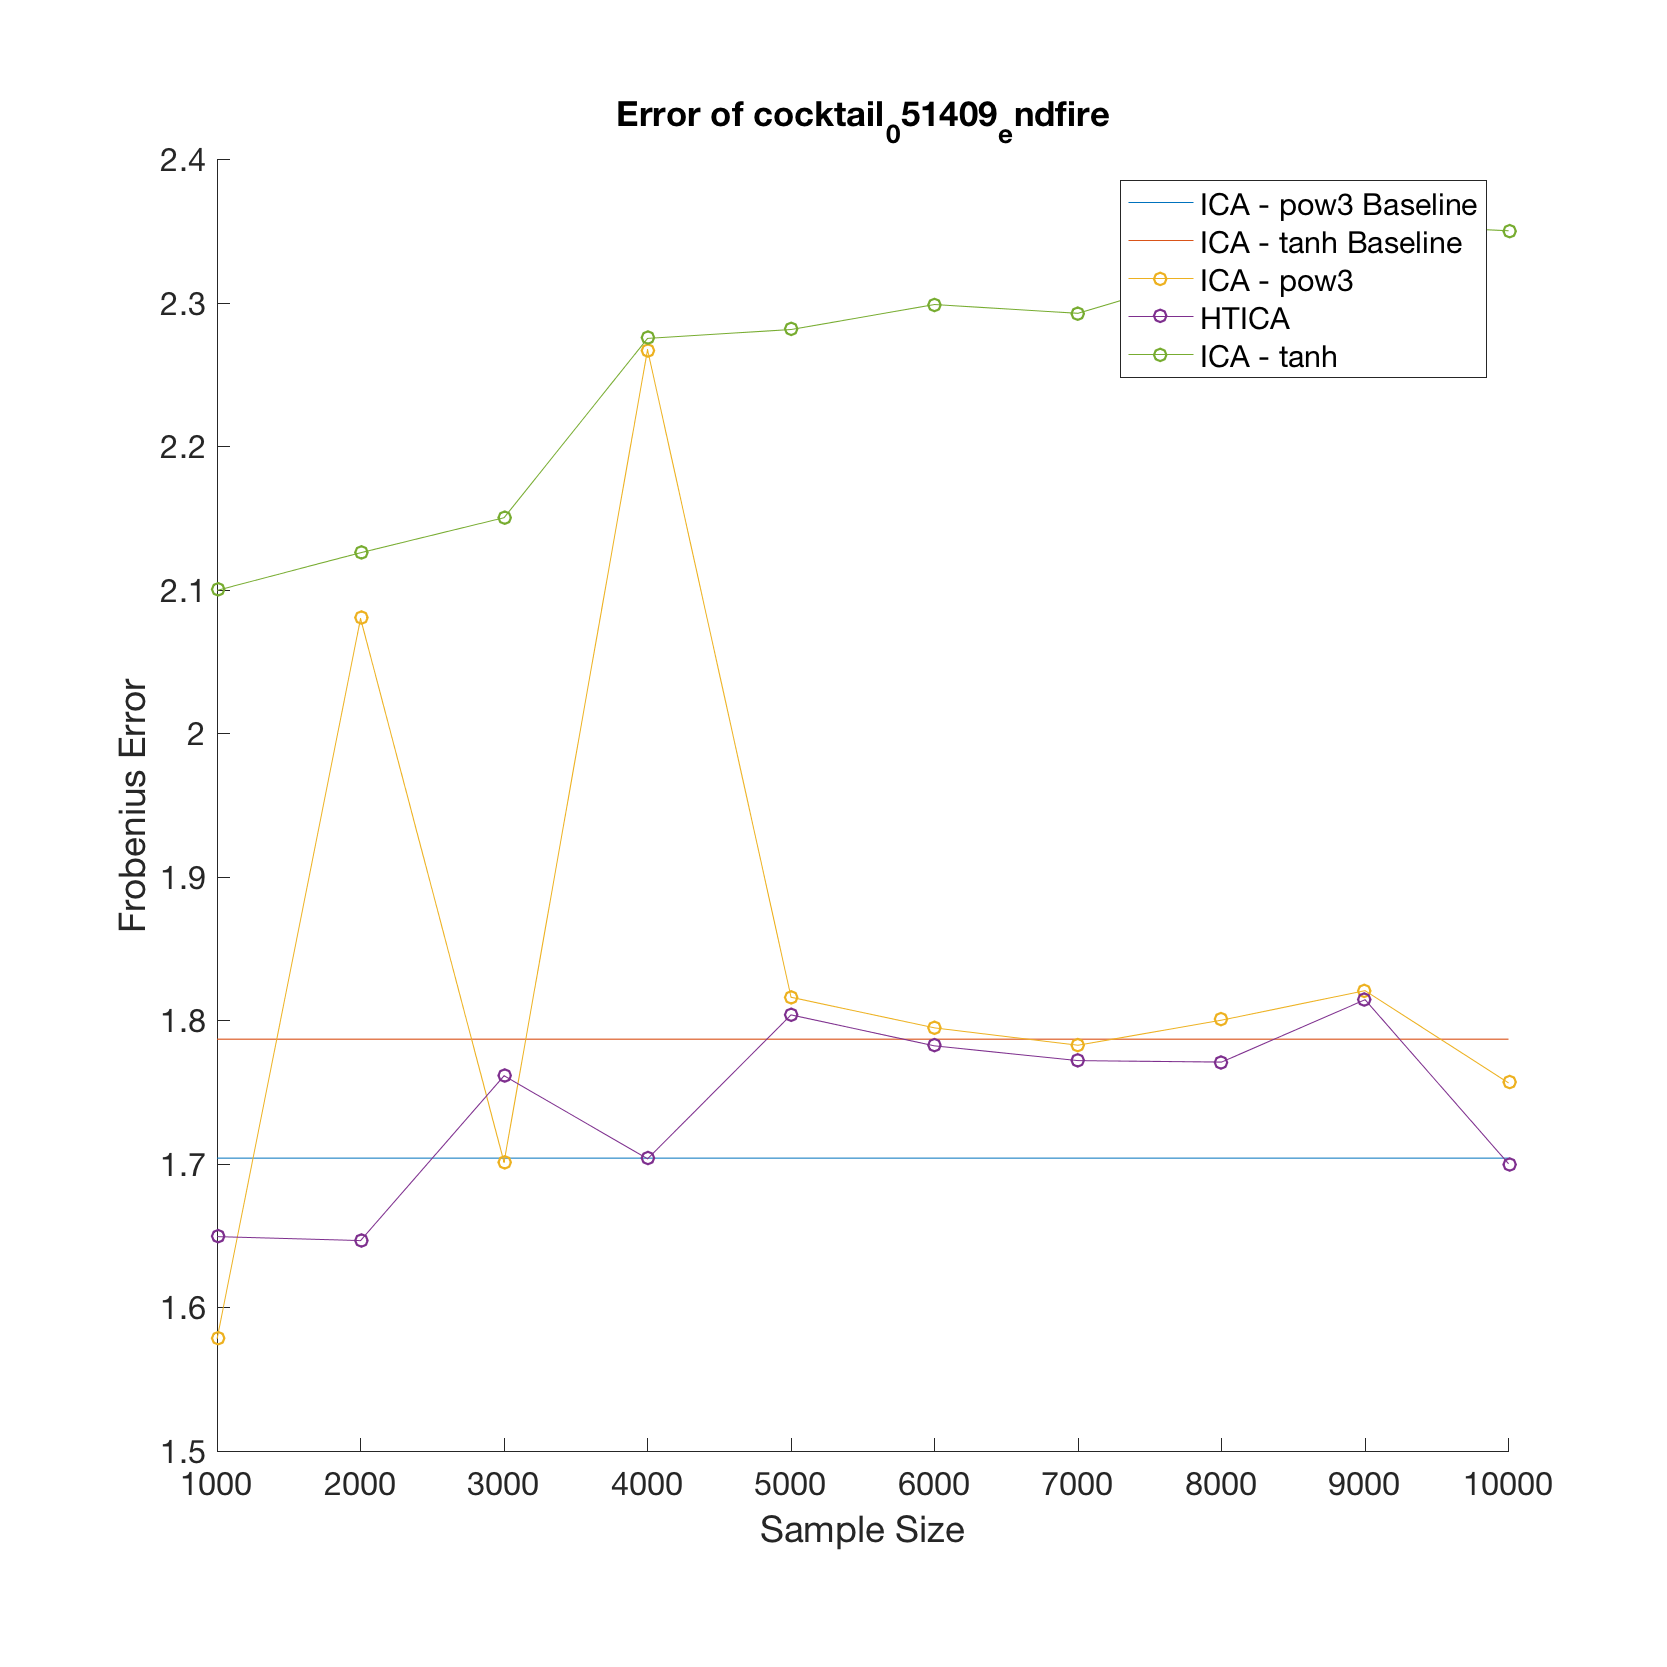 Error of cocktail_051409_endfire
2.4
2.3
2.2
2.1
2
1.9
1.8
1.7
1.6
1.5
Frobenius Error
ICA - pow3 Baseline
ICA - tanh Baseline
ICA - pow3
HTICA
ICA - tanh
1000 2000 3000 4000 5000 6000 7000 8000 9000 10000
Sample Size